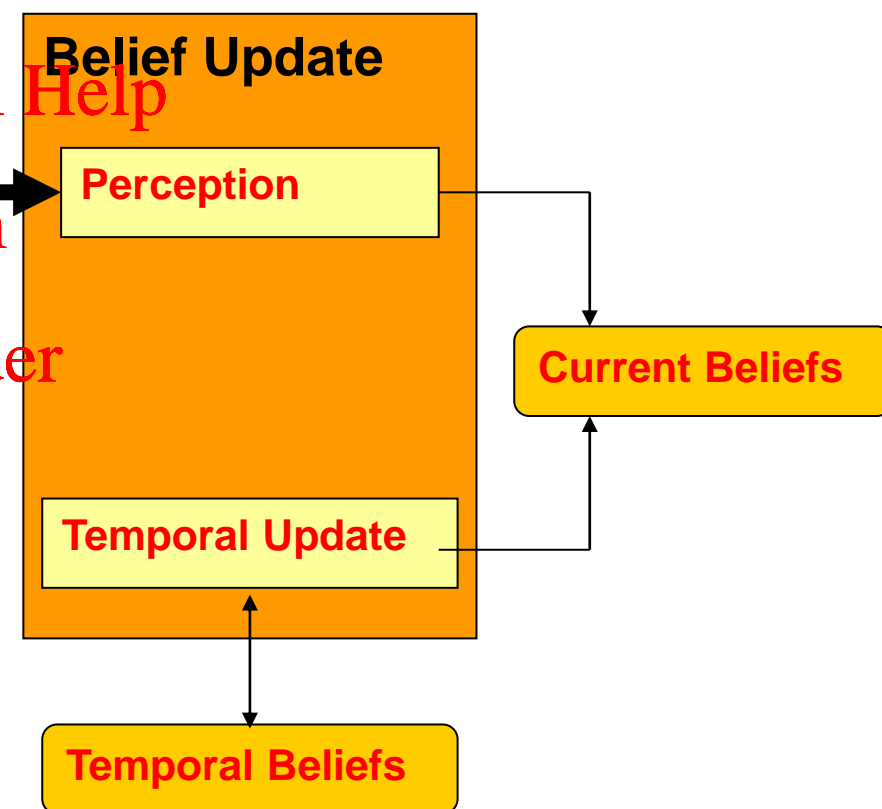 Belief Update
Help
Perception
Current Beliefs
Temporal Update
Temporal Beliefs